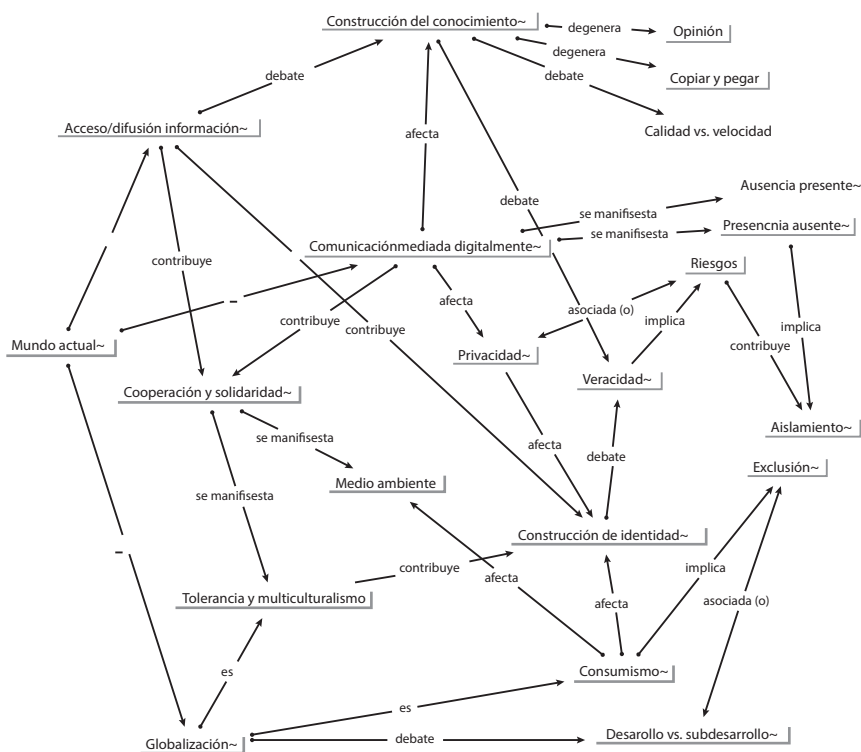 Construcción del conocimiento~
degenera
Opinión
degenera
Copiar y pegar
debate
debate
Calidad vs. velocidad
Acceso/difusión información~
afecta
Ausencia presente~
debate
se manifisesta
Presencnia ausente~
se manifisesta
Comunicaciónmediada digitalmente~
contribuye
Riesgos
–
afecta
asociada (o)
contribuye
contribuye
implica
implica
Mundo actual~
Privacidad~
contribuye
Veracidad~
Cooperación y solidaridad~
Aislamiento~
se manifisesta
afecta
debate
Exclusión~
Medio ambiente
se manifisesta
Construcción de identidad~
–
contribuye
afecta
implica
Tolerancia y multiculturalismo
afecta
asociada (o)
es
Consumismo~
es
Globalización~
debate
Desarollo vs. subdesarrollo~